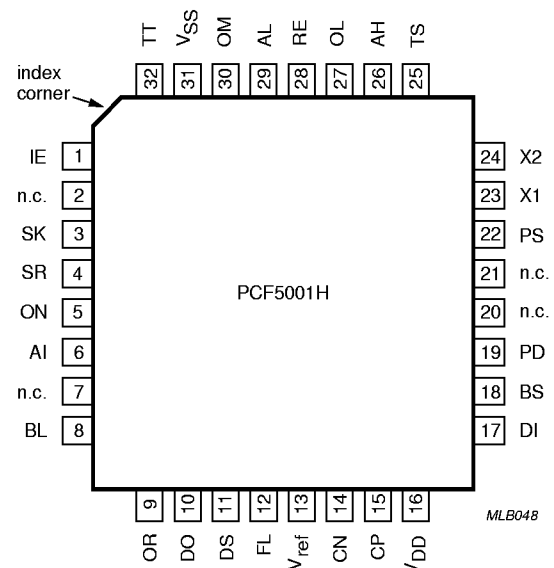 TT VSS OM AL RE OL AH TS
32 31 30 29 28 27 26 25
index
corner
IE 1
n.c. 2
SK 3
SR 4
ON 5
AI 6
n.c. 7
BL 8
PCF5001H
24 X2
23 X1
22 PS
21 n.c.
20 n.c.
19 PD
18 BS
17 DI
9 10 11 12 13 14 15 16
OR DO DS FL Vref CN CP VDD
MLB048